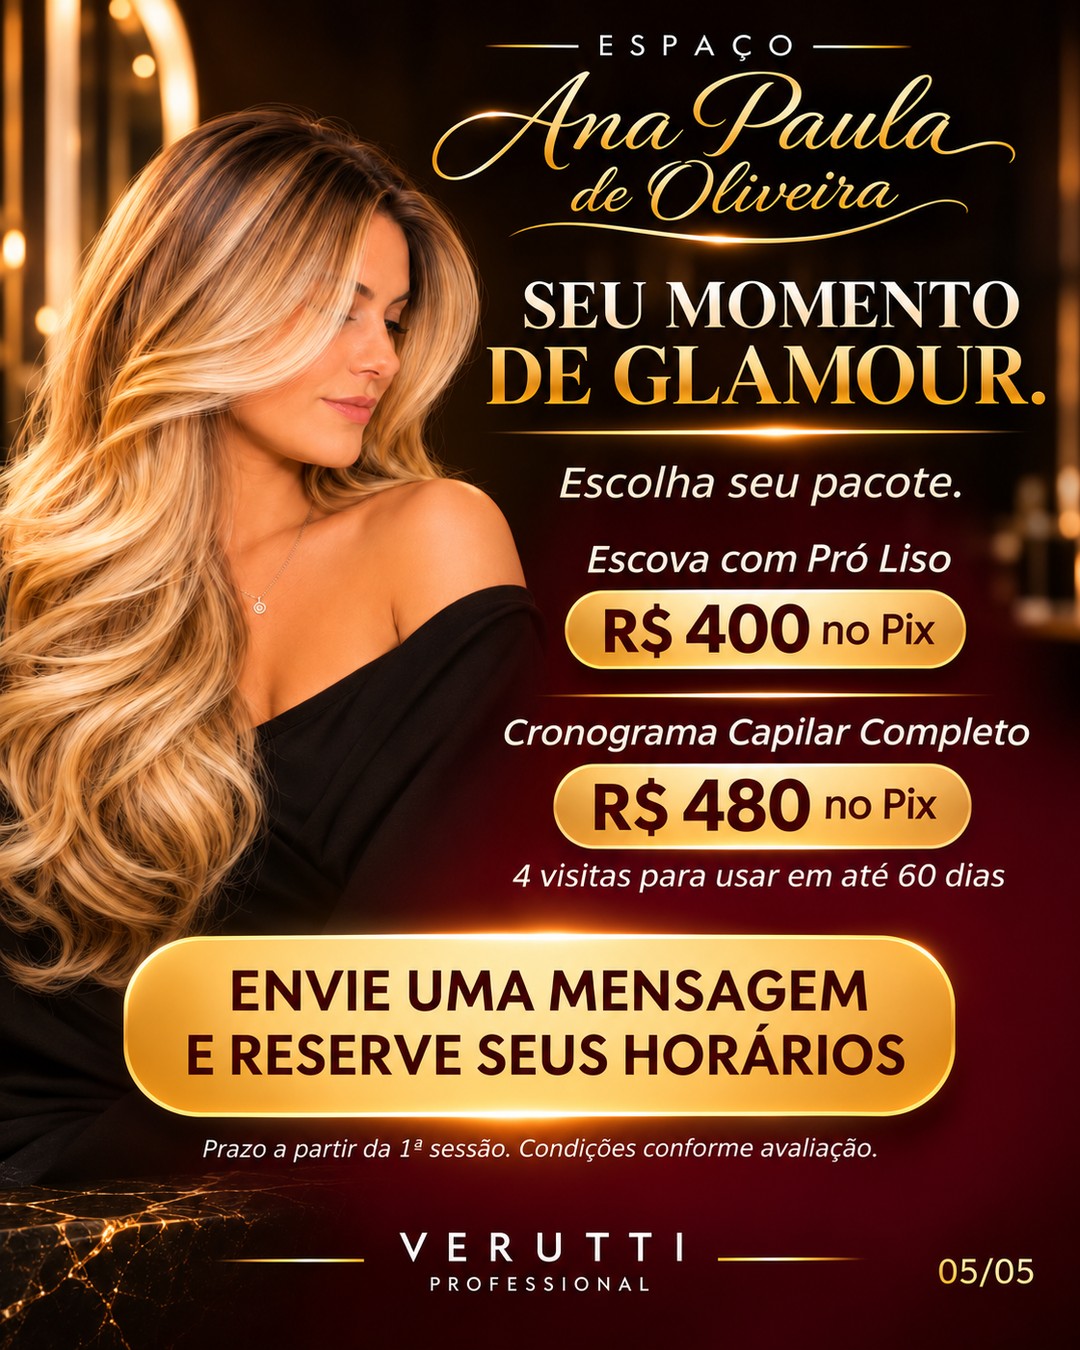 ESPAÇO
Ana Paula
de Oliveira
SEU MOMENTO
DE GLAMOUR.
Escolha seu pacote.
Escova com Pró Liso
R$ 400 no Pix
Cronograma Capilar Completo
R$ 480 no Pix
4 visitas para usar em até 60 dias
ENVIE UMA MENSAGEM
E RESERVE SEUS HORÁRIOS
Prazo a partir da 1ª sessão. Condições conforme avaliação.
VERUTTI
PROFESSIONAL
05/05